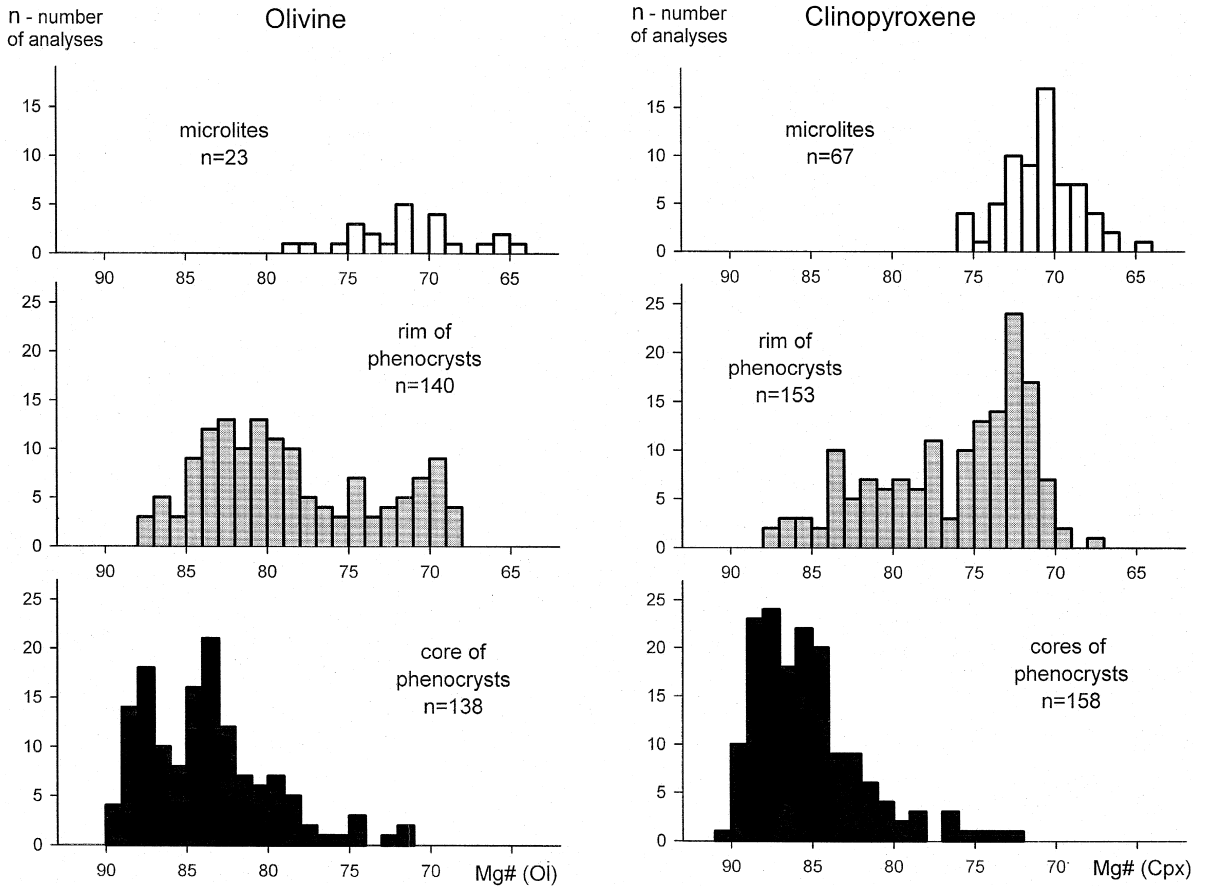 n - number
of analyses
Olivine
15
10
5
0
microlites
n=23
90 85 80 75 70 65
25
20
15
10
5
0
rim of
phenocrysts
n=140
90 85 80 75 70 65
25
20
15
10
5
0
core of
phenocrysts
n=138
90 85 80 75 70 Mg# (Ol)
n - number
of analyses
Clinopyroxene
15
10
5
0
microlites
n=67
90 85 80 75 70 65
25
20
15
10
5
0
rim of
phenocrysts
n=153
90 85 80 75 70 65
25
20
15
10
5
0
cores of
phenocrysts
n=158
90 85 80 75 70 Mg# (Cpx)